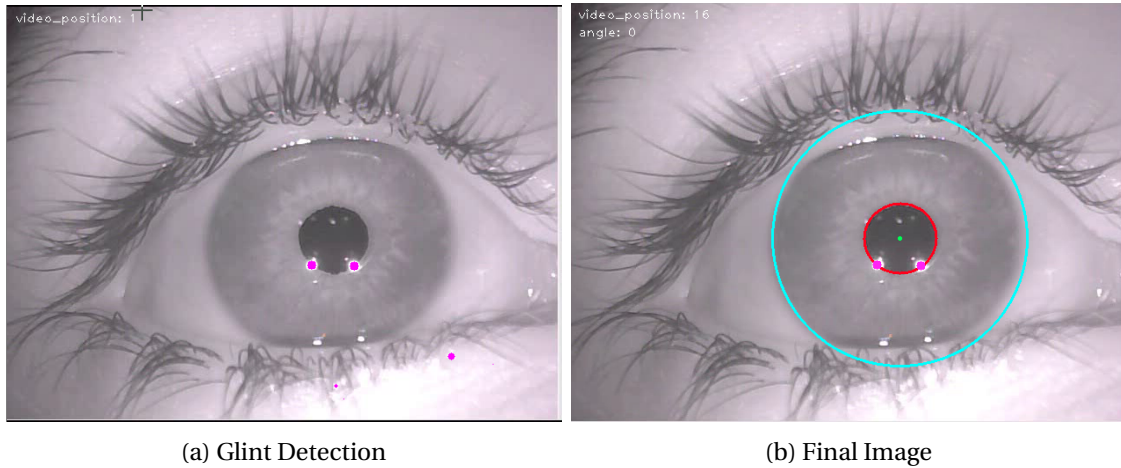 video_position: 1
video_position: 16
angle: 0
(a) Glint Detection
(b) Final Image